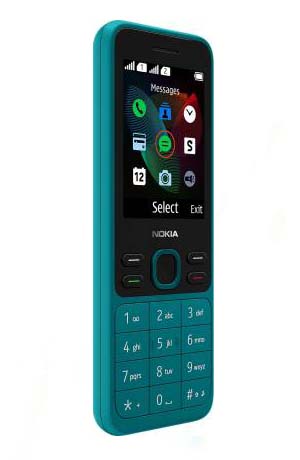 1 2
Messages
S
12
Select Exit
NOKIA
1 2 abc 3 def
4 ghi 5 jkl 6 mno
7 pqrs 8 tuv 9 wxyz
* + 0 #